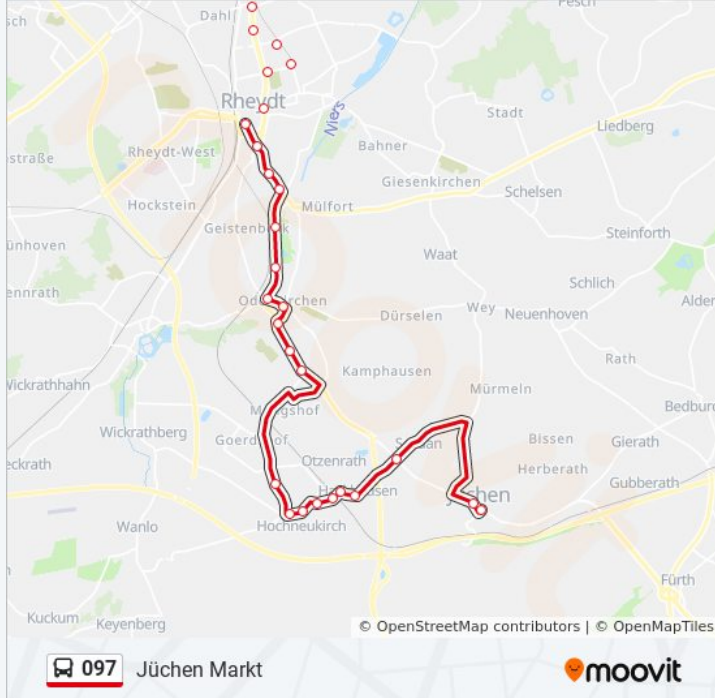 Pesch
Dahl
Rheydt
Niers
Stadt
Liedberg
Bahner
Rheydt-West
Giesenkirchen
Schelsen
Hockstein
Mülfort
Geistenbeck
Steinforth
Waat
Schlich
Odenkirchen
Wey
Dürselen
Neuenhoven
Rath
Kamphausen
Mürmeln
Wickrathhahn
Wickrathberg
Bissen
Gierath
Otzenrath
Herberath
Gubberath
Jüchen
Hochneukirch
Wanlo
Fürth
Kuckum
Keyenberg
© OpenStreetMap contributors | © OpenMapTiles
097 Jüchen Markt
moovit